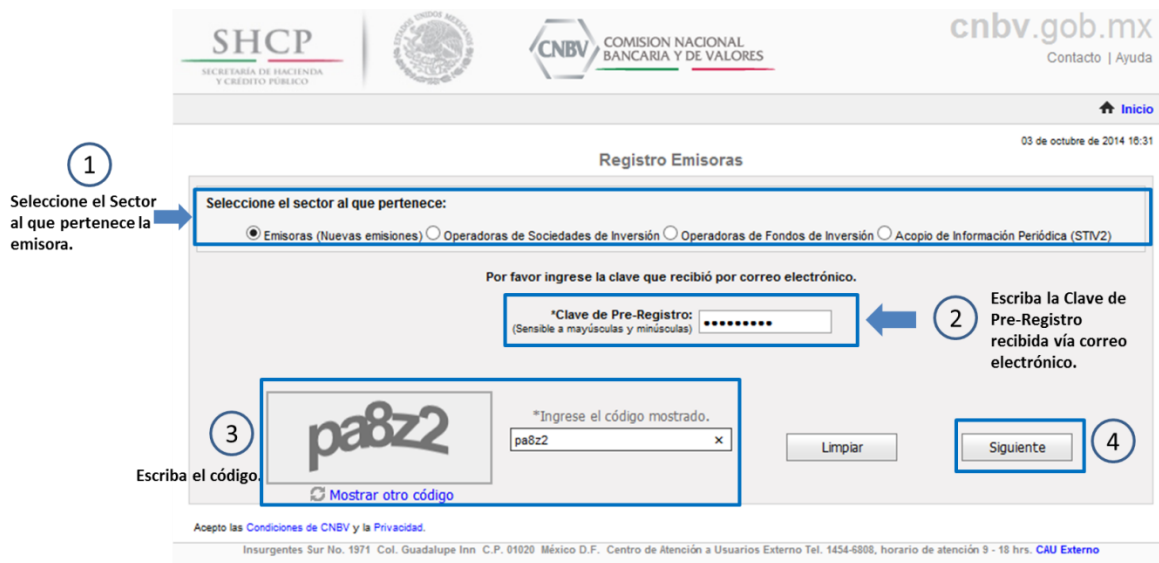 SHCP
SECRETARÍA DE HACIENDA
Y CRÉDITO PÚBLICO
ESTADOS UNIDOS MEXICANOS
CNBV
COMISION NACIONAL
BANCARIA Y DE VALORES
cnbv.gob.mx
Contacto | Ayuda
Inicio
03 de octubre de 2014 16:31
Registro Emisoras
1
Seleccione el Sector
al que pertenece la
emisora.
Seleccione el sector al que pertenece:
Emisoras (Nuevas emisiones) Operadoras de Sociedades de Inversión Operadoras de Fondos de Inversión Acopio de Información Periódica (STIV2)
Por favor ingrese la clave que recibió por correo electrónico.
*Clave de Pre-Registro:
(Sensible a mayúsculas y minúsculas)
•••••••••
2
Escriba la Clave de
Pre-Registro
recibida vía correo
electrónico.
3
Escriba el código.
pa8z2
Mostrar otro código
*Ingrese el código mostrado.
pa8z2 ×
Limpiar
Siguiente
4
Acepto las Condiciones de CNBV y la Privacidad.
Insurgentes Sur No. 1971 Col. Guadalupe Inn C.P. 01020 México D.F. Centro de Atención a Usuarios Externo Tel. 1454-6808, horario de atención 9 - 18 hrs. CAU Externo